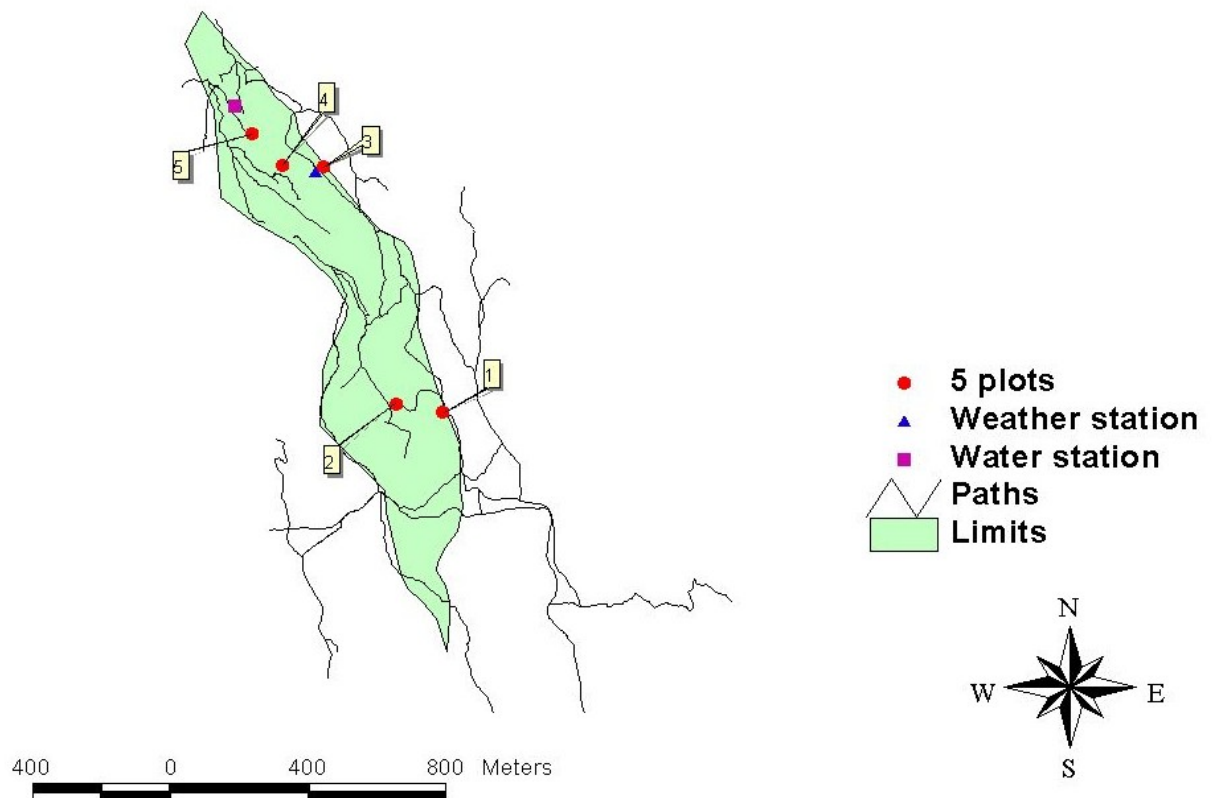 4
3
5
1
2
5 plots
Weather station
Water station
Paths
Limits
N
W E
S
400 0 400 800 Meters